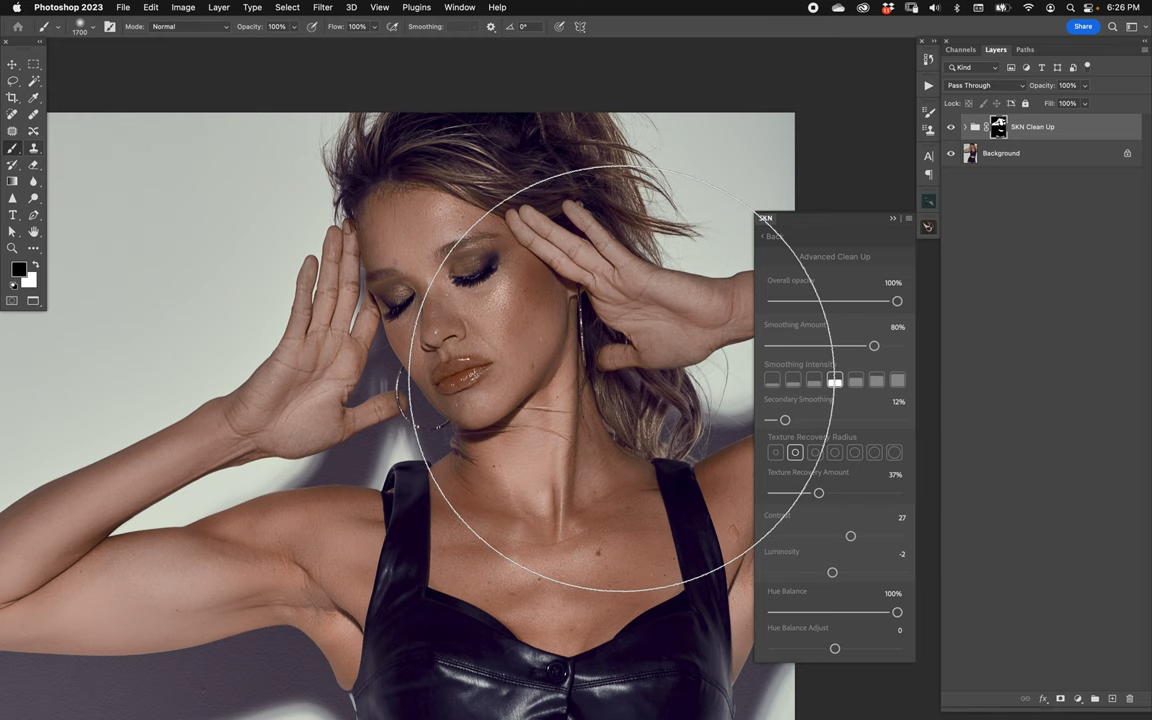 Photoshop 2023 File Edit Image Layer Type Select Filter 3D View Plugins Window Help 6:26 PM
1700 Mode: Normal Opacity: 100% Flow: 100% Smoothing: 0° Share
Channels Layers Paths
Kind
Pass Through Opacity: 100%
Lock: Fill: 100%
SKN Clean Up
Background
SKN
< Back
Advanced Clean Up
Overall opacity 100%
Smoothing Amount 80%
Smoothing Intensity
Secondary Smoothing 12%
Texture Recovery Radius
Texture Recovery Amount 37%
Contrast 27
Luminosity -2
Hue Balance 100%
Hue Balance Adjust 0